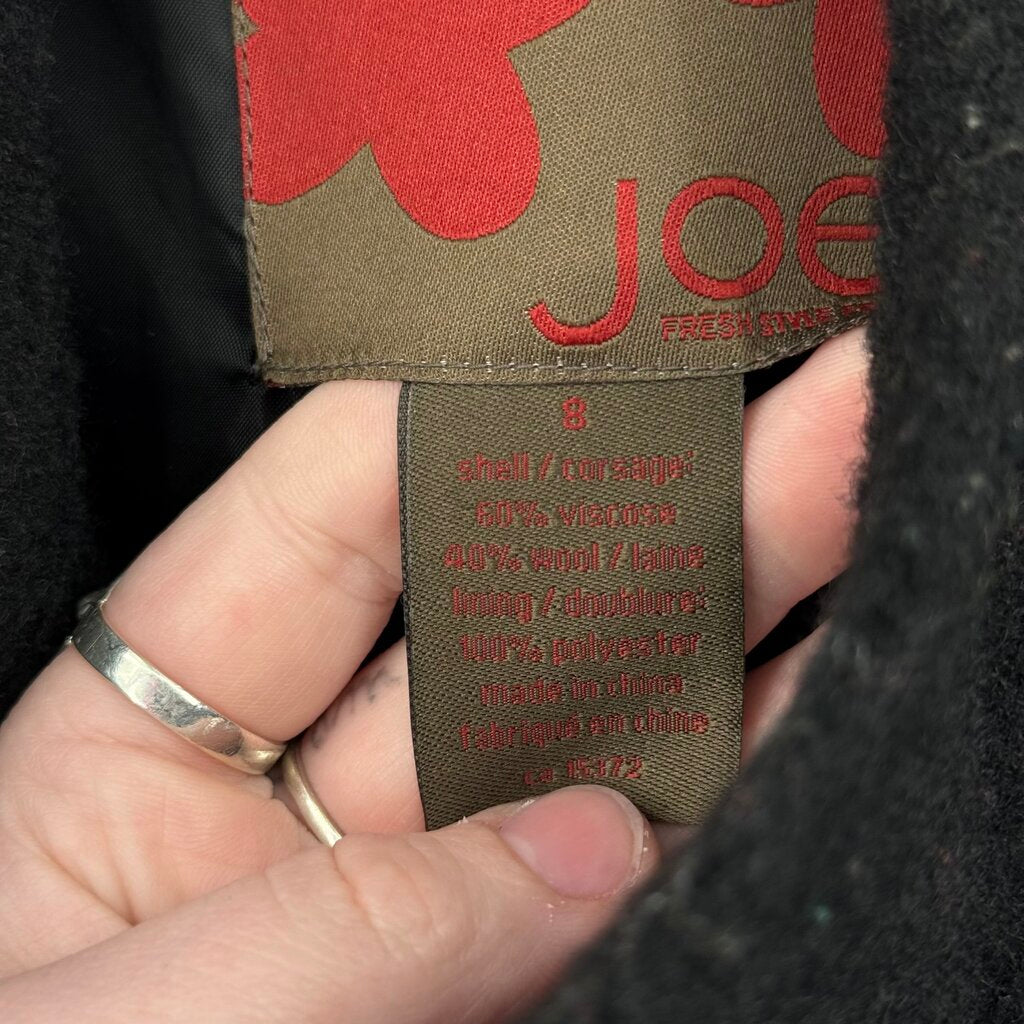 JOE
FRESH STYLE
8
shell / corsage:
60% viscose
40% wool / laine
lining / doublure:
100% polyester
made in china
fabriqué en chine
ca 15372